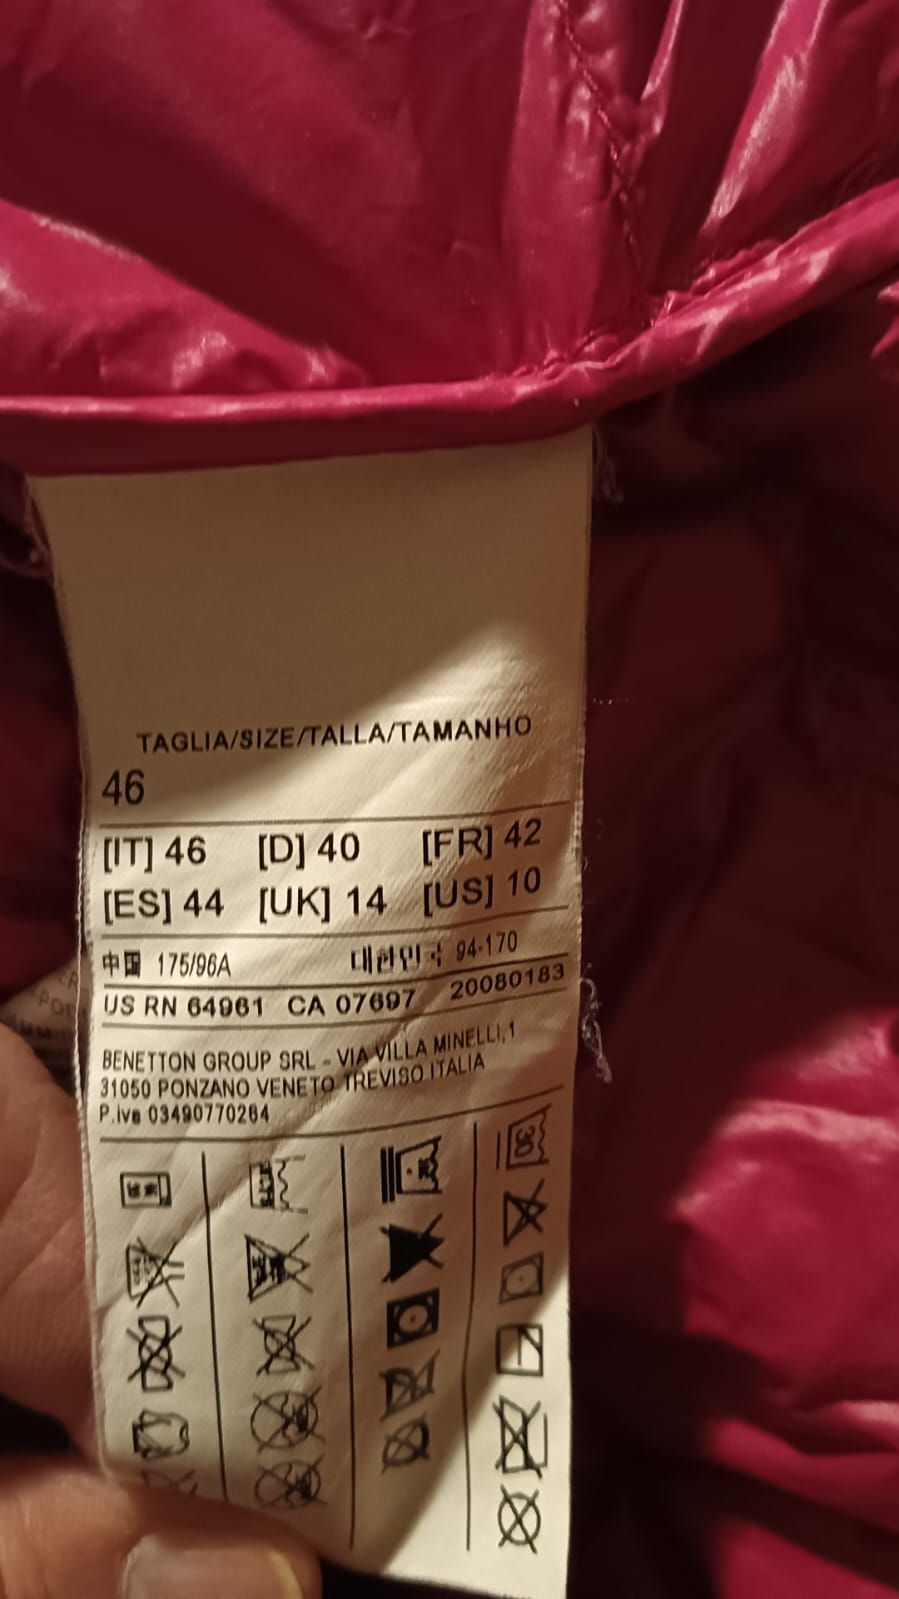 TAGLIA/SIZE/TALLA/TAMANHO
46
[IT] 46 [D] 40 [FR] 42
[ES] 44 [UK] 14 [US] 10
中国 175/96A 대한민국 94-170
US RN 64961 CA 07697 20080183
BENETTON GROUP SRL - VIA VILLA MINELLI,1
31050 PONZANO VENETO TREVISO ITALIA
P.iva 03490770264
30